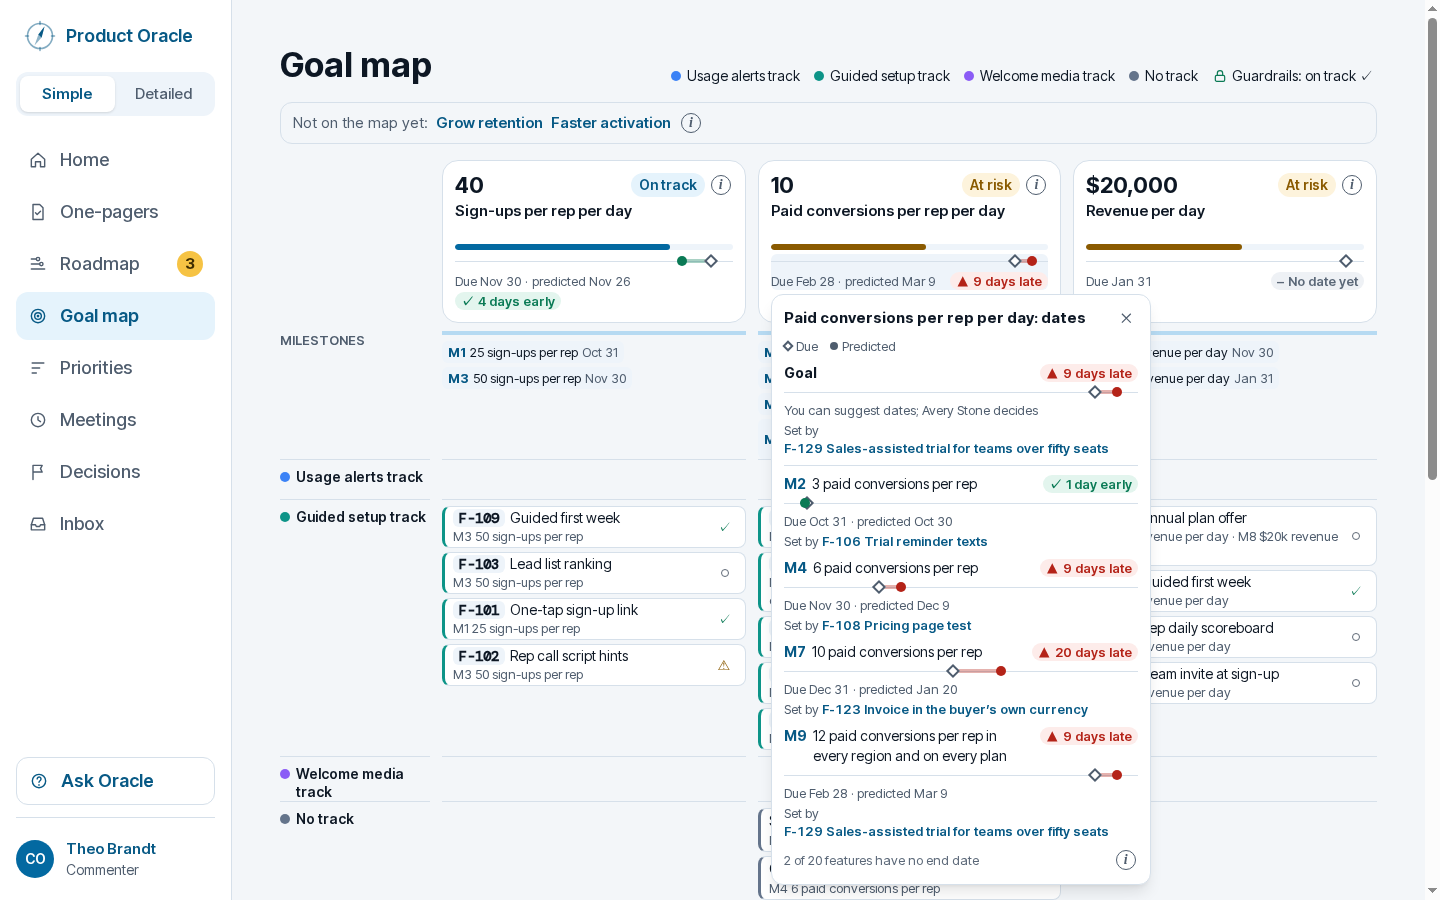 Product Oracle
Simple
Detailed
Home
One-pagers
Roadmap
3
Goal map
Priorities
Meetings
Decisions
Inbox
Ask Oracle
CO
Theo Brandt
Commenter
Goal map
Usage alerts track
Guided setup track
Welcome media track
No track
Guardrails: on track ✓
Not on the map yet: Grow retention Faster activation i
40
On track
i
Sign-ups per rep per day
Due Nov 30 · predicted Nov 26
✓ 4 days early
10
At risk
i
Paid conversions per rep per day
Due Feb 28 · predicted Mar 9
▲ 9 days late
$20,000
At risk
i
Revenue per day
Due Jan 31
– No date yet
MILESTONES
M1 25 sign-ups per rep Oct 31
M3 50 sign-ups per rep Nov 30
per day Nov 30
per day Jan 31
Usage alerts track
Guided setup track
F-109 Guided first week
M3 50 sign-ups per rep
✓
F-103 Lead list ranking
M3 50 sign-ups per rep
F-101 One-tap sign-up link
M1 25 sign-ups per rep
✓
F-102 Rep call script hints
M3 50 sign-ups per rep
⚠
plan offer
per day · M8 $20k revenue
first week
per day
✓
daily scoreboard
per day
invite at sign-up
per day
Welcome media
track
No track
M4 6 paid conversions per rep
Paid conversions per rep per day: dates
Due
Predicted
Goal
▲ 9 days late
You can suggest dates; Avery Stone decides
Set by
F-129 Sales-assisted trial for teams over fifty seats
M2 3 paid conversions per rep
✓ 1 day early
Due Oct 31 · predicted Oct 30
Set by F-106 Trial reminder texts
M4 6 paid conversions per rep
▲ 9 days late
Due Nov 30 · predicted Dec 9
Set by F-108 Pricing page test
M7 10 paid conversions per rep
▲ 20 days late
Due Dec 31 · predicted Jan 20
Set by F-123 Invoice in the buyer's own currency
M9 12 paid conversions per rep in
every region and on every plan
▲ 9 days late
Due Feb 28 · predicted Mar 9
Set by
F-129 Sales-assisted trial for teams over fifty seats
2 of 20 features have no end date
i